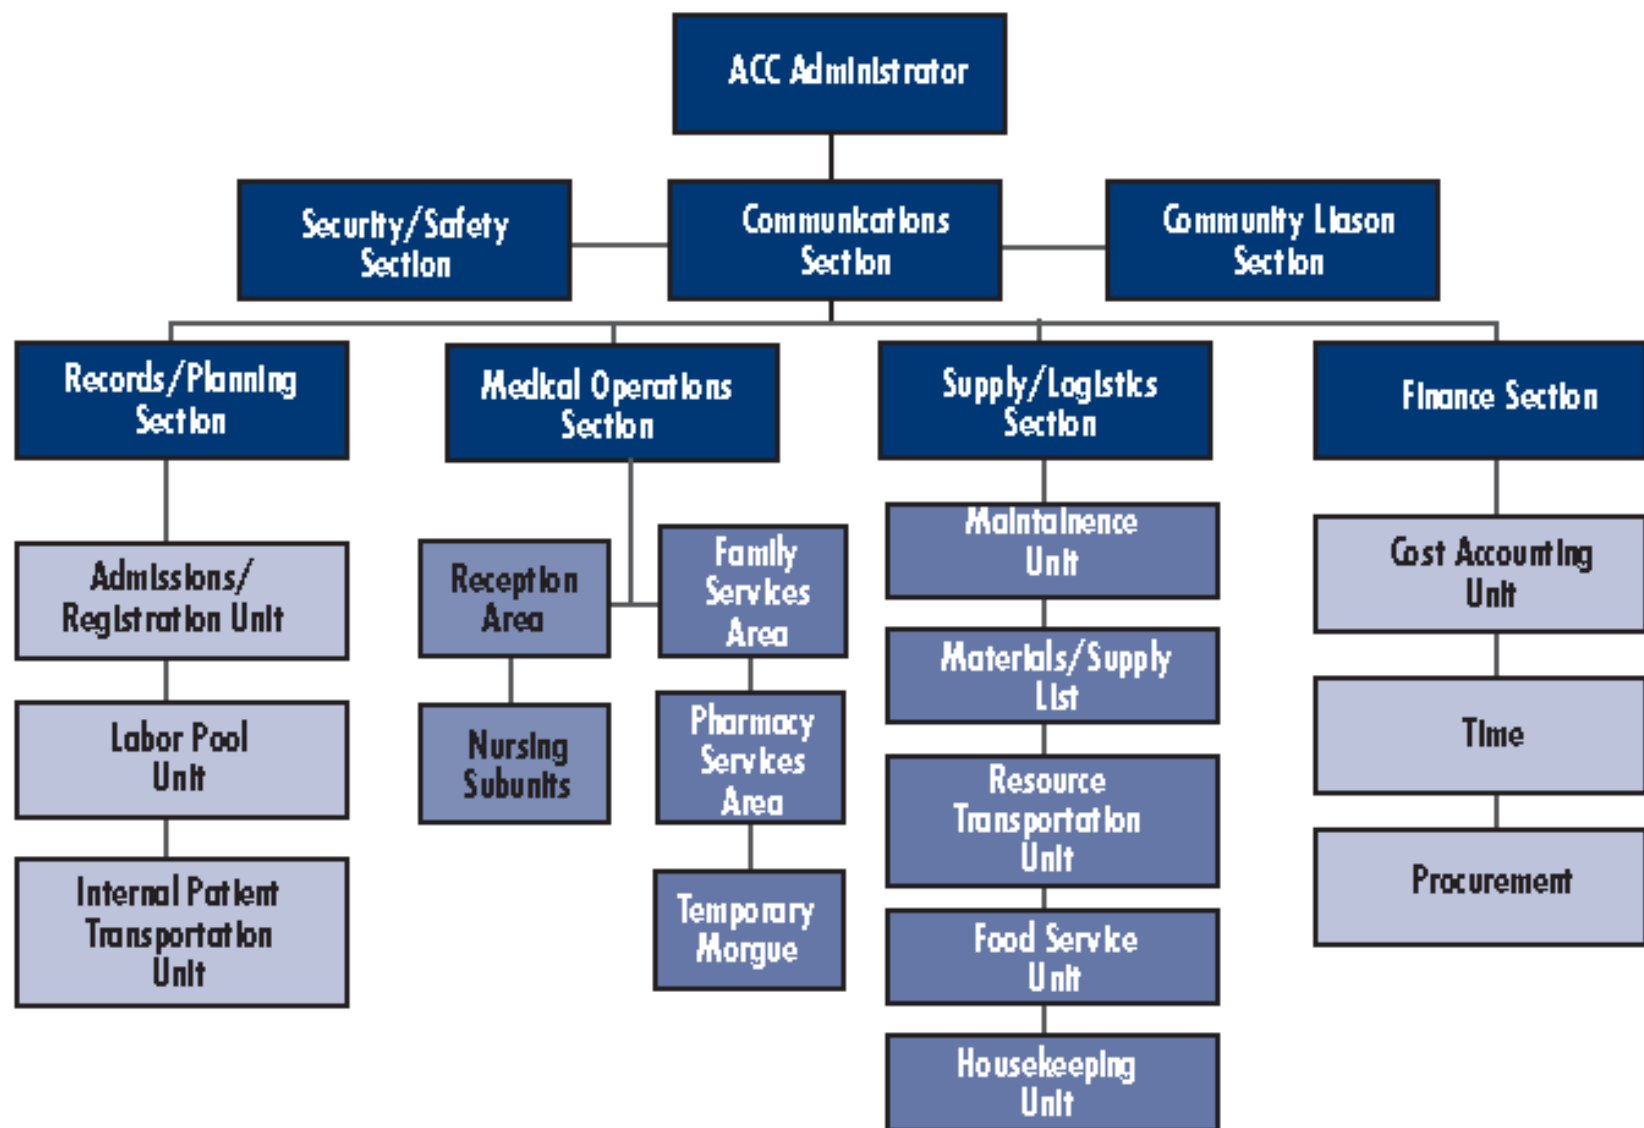 ACC Administrator
Security/Safety
Section
Communications
Section
Community Liason
Section
Records/Planning
Section
Medical Operations
Section
Supply/Logistics
Section
Finance Section
Admissions/
Registration Unit
Labor Pool
Unit
Internal Patient
Transportation
Unit
Reception
Area
Nursing
Subunits
Family
Services
Area
Pharmacy
Services
Area
Temporary
Morgue
Maintainence
Unit
Materials/Supply
List
Resource
Transportation
Unit
Food Service
Unit
Housekeeping
Unit
Cost Accounting
Unit
Time
Procurement